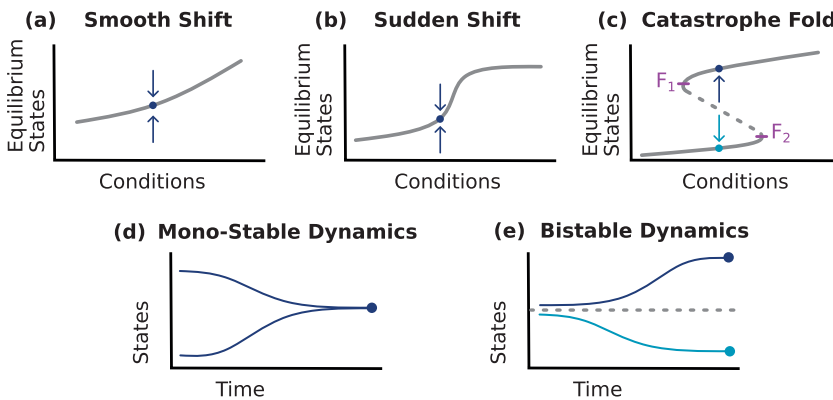 (a) Smooth Shift
Equilibrium
States
Conditions
(b) Sudden Shift
Equilibrium
States
Conditions
(c) Catastrophe Fold
Equilibrium
States
F₁
F₂
Conditions
(d) Mono-Stable Dynamics
States
Time
(e) Bistable Dynamics
States
Time